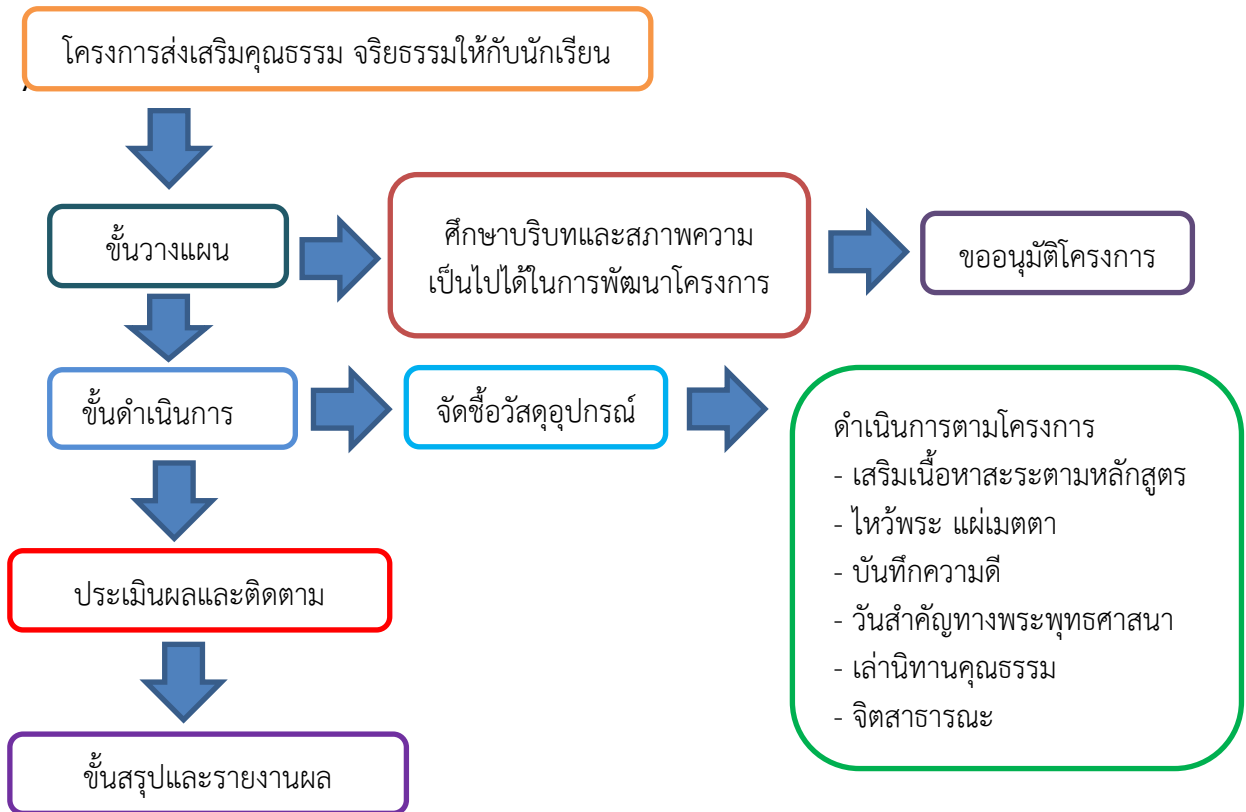 โครงการส่งเสริมคุณธรรม จริยธรรมให้กับนักเรียน
ขั้นวางแผน
ศึกษาบริบทและสภาพความ
เป็นไปได้ในการพัฒนาโครงการ
ขออนุมัติโครงการ
ขั้นดำเนินการ
จัดซื้อวัสดุอุปกรณ์
ดำเนินการตามโครงการ
- เสริมเนื้อหาสะระตามหลักสูตร
- ไหว้พระ แผ่เมตตา
- บันทึกความดี
- วันสำคัญทางพระพุทธศาสนา
- เล่านิทานคุณธรรม
- จิตสาธารณะ
ประเมินผลและติดตาม
ขั้นสรุปและรายงานผล